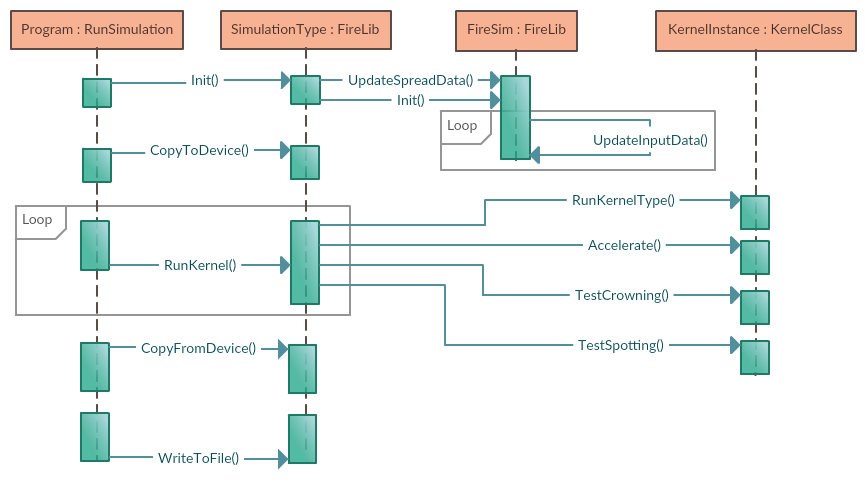 Program : RunSimulation
SimulationType : FireLib
FireSim : FireLib
KernelInstance : KernelClass
Init()
UpdateSpreadData()
Init()
Loop
UpdateInputData()
CopyToDevice()
RunKernelType()
Loop
Accelerate()
RunKernel()
TestCrowning()
TestSpotting()
CopyFromDevice()
WriteToFile()